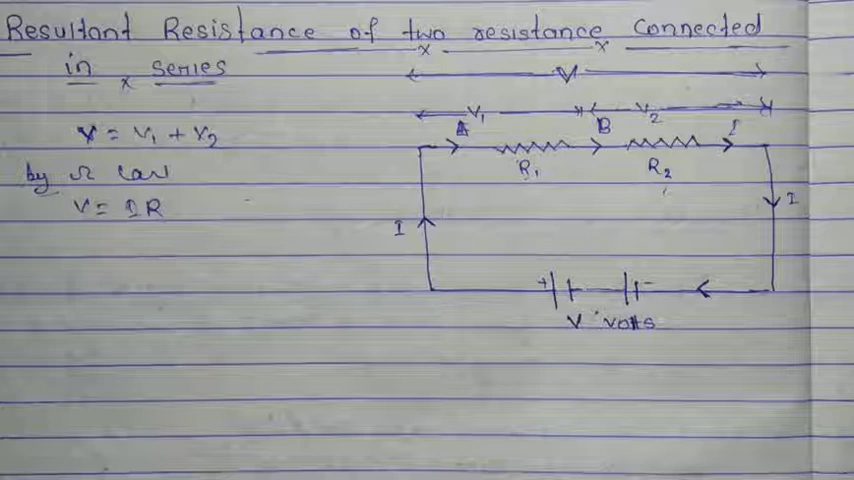 Resultant Resistance of two resistance connected
in series
V
V1 V2
V = V1 + V2
A B I
by Ω law
R1 R2
V = IR
I I
+ -
V volts